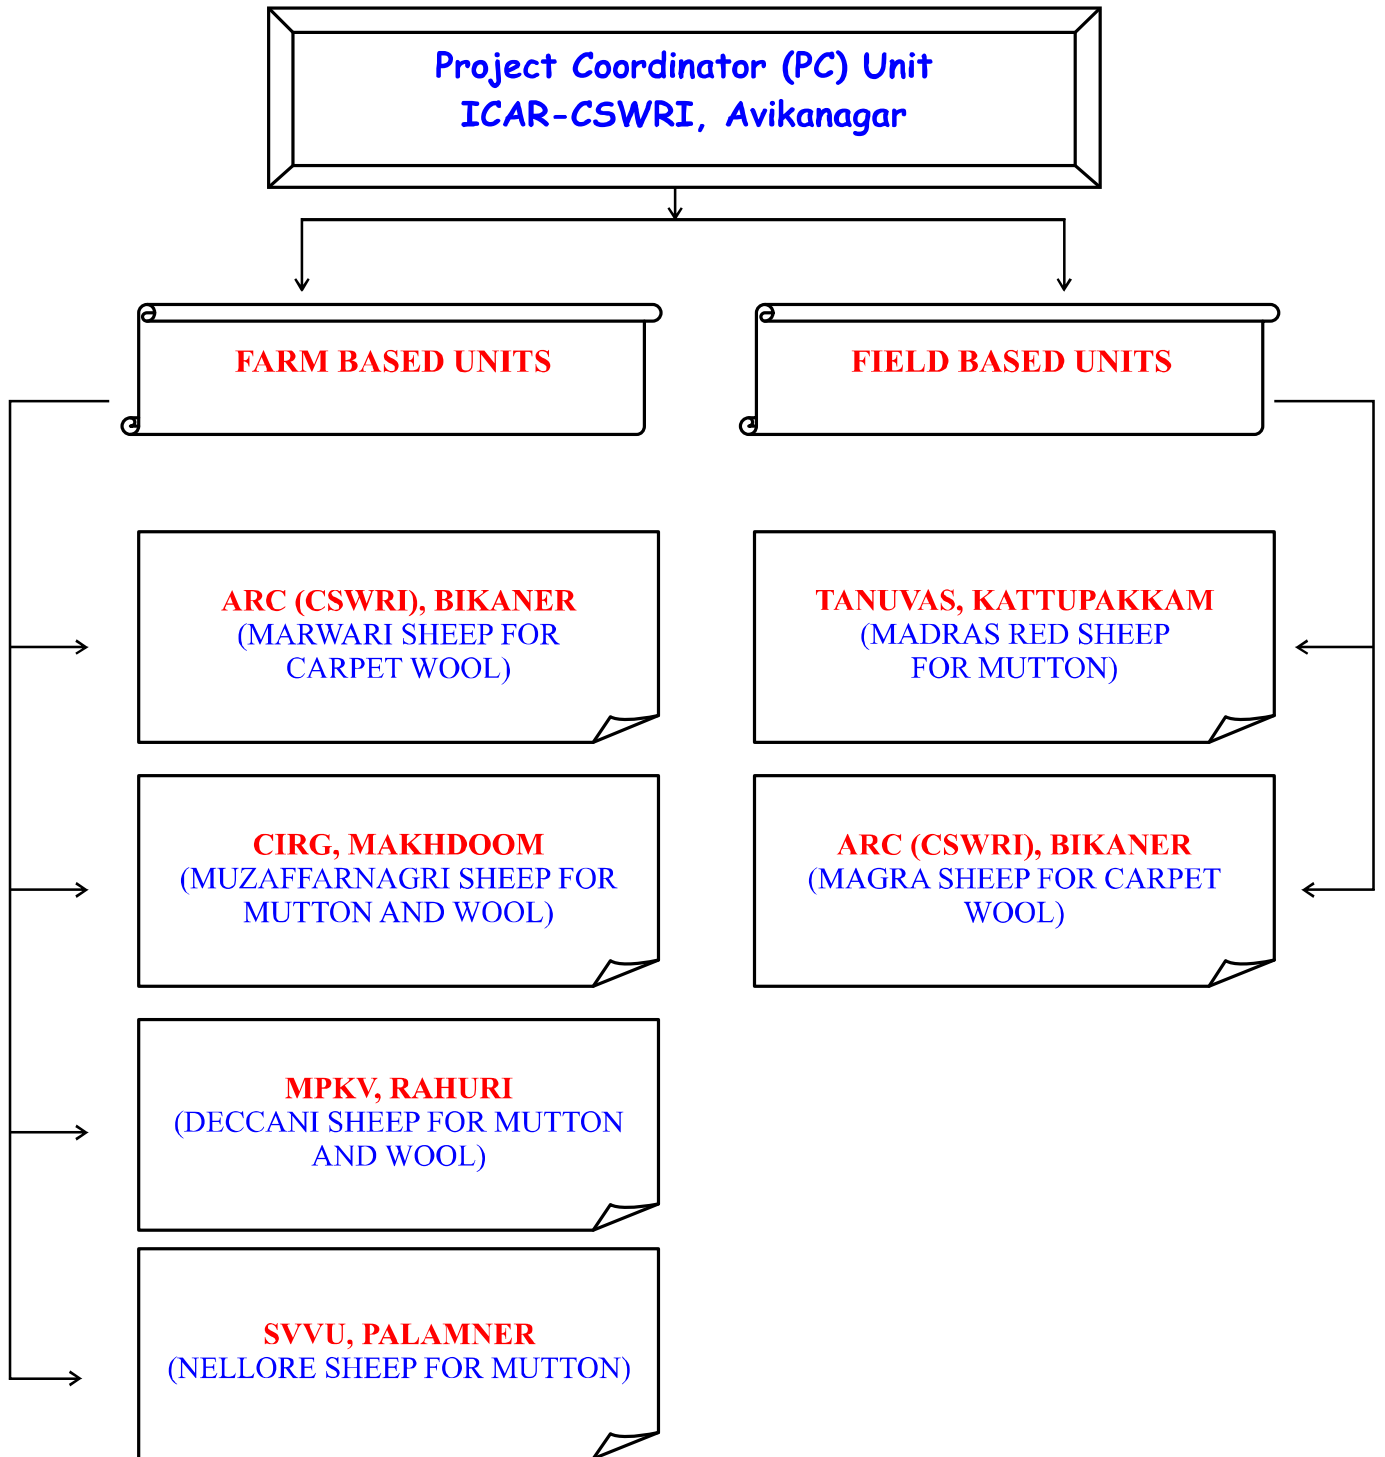 Project Coordinator (PC) Unit
ICAR-CSWRI, Avikanagar
FARM BASED UNITS
FIELD BASED UNITS
ARC (CSWRI), BIKANER
(MARWARI SHEEP FOR
CARPET WOOL)
TANUVAS, KATTUPAKKAM
(MADRAS RED SHEEP
FOR MUTTON)
CIRG, MAKHDOOM
(MUZAFFARNAGRI SHEEP FOR
MUTTON AND WOOL)
ARC (CSWRI), BIKANER
(MAGRA SHEEP FOR CARPET
WOOL)
MPKV, RAHURI
(DECCANI SHEEP FOR MUTTON
AND WOOL)
SVVU, PALAMNER
(NELLORE SHEEP FOR MUTTON)